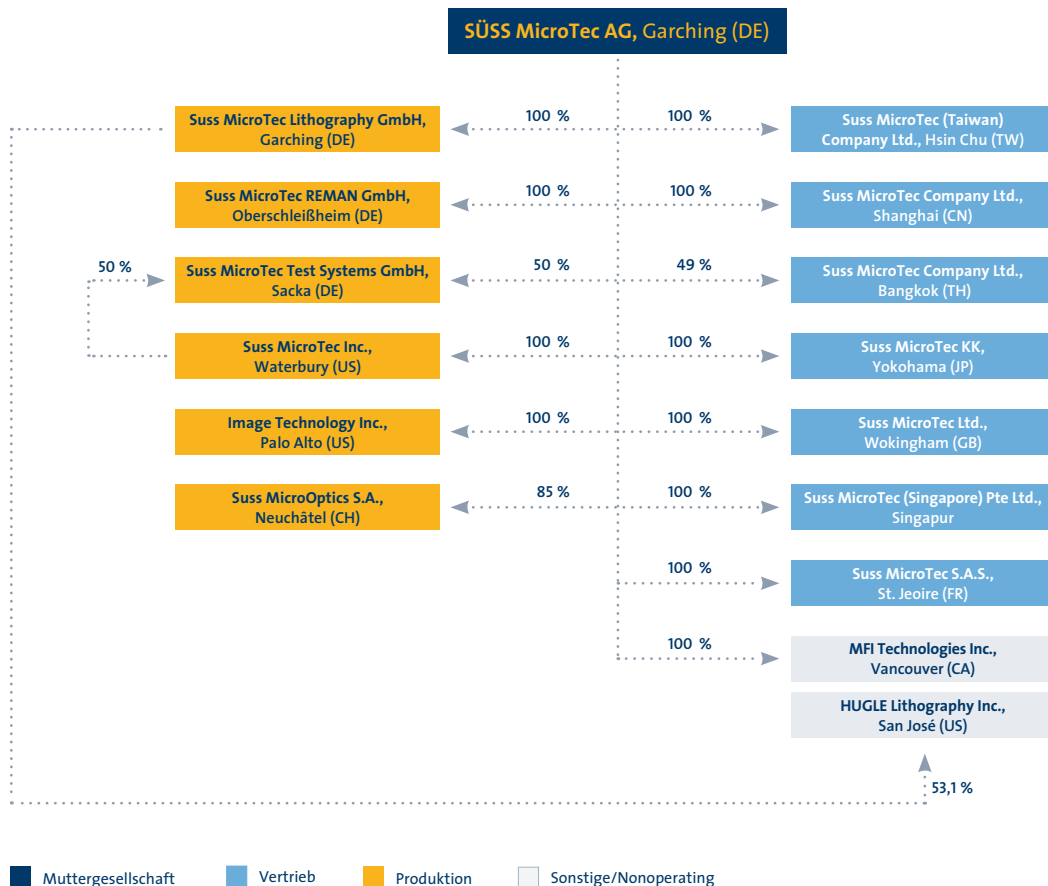 SÜSS MicroTec AG, Garching (DE)
Suss MicroTec Lithography GmbH,
Garching (DE)
100 %
100 %
Suss MicroTec (Taiwan)
Company Ltd., Hsin Chu (TW)
Suss MicroTec REMAN GmbH,
Oberschleißheim (DE)
100 %
100 %
Suss MicroTec Company Ltd.,
Shanghai (CN)
50 %
Suss MicroTec Test Systems GmbH,
Sacka (DE)
50 %
49 %
Suss MicroTec Company Ltd.,
Bangkok (TH)
Suss MicroTec Inc.,
Waterbury (US)
100 %
100 %
Suss MicroTec KK,
Yokohama (JP)
Image Technology Inc.,
Palo Alto (US)
100 %
100 %
Suss MicroTec Ltd.,
Wokingham (GB)
Suss MicroOptics S.A.,
Neuchâtel (CH)
85 %
100 %
Suss MicroTec (Singapore) Pte Ltd.,
Singapur
100 %
Suss MicroTec S.A.S.,
St. Jeoire (FR)
100 %
MFI Technologies Inc.,
Vancouver (CA)
HUGLE Lithography Inc.,
San José (US)
53,1 %
Muttergesellschaft
Vertrieb
Produktion
Sonstige/Nonoperating